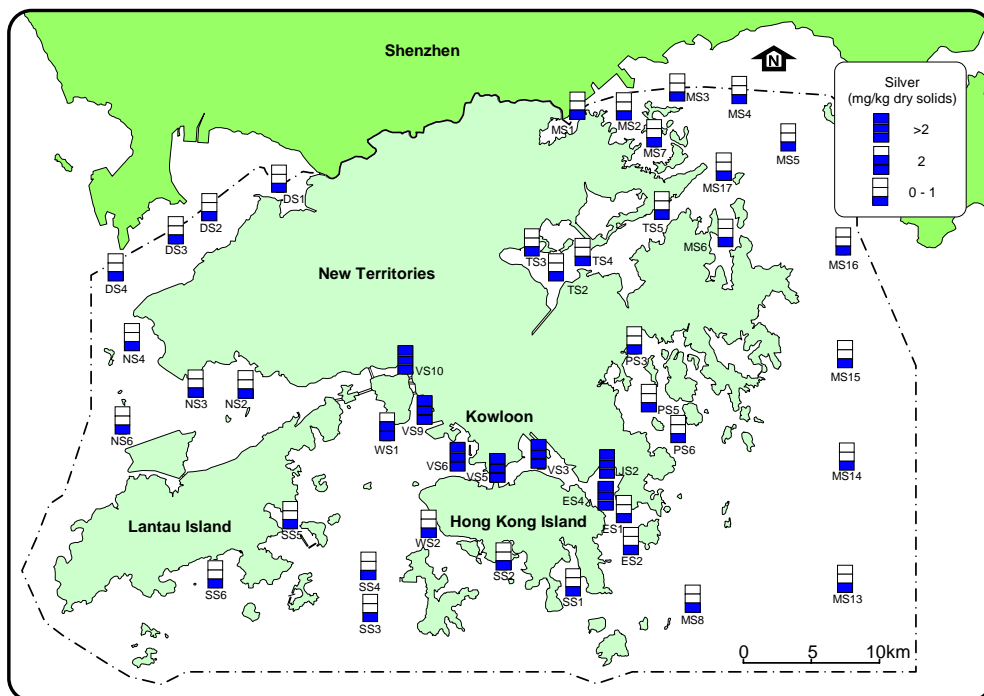 Shenzhen
N
Silver
(mg/kg dry solids)
>2
2
0 - 1
MS3
MS4
MS1
MS2
MS7
MS5
MS17
DS1
DS2
DS3
DS4
TS5
MS6
TS3
TS4
TS2
MS16
New Territories
NS4
NS3
NS2
NS6
VS10
PS3
MS15
PS5
PS6
VS9
Kowloon
WS1
VS6
VS5
VS3
JS2
MS14
ES4
ES1
ES2
Lantau Island
Hong Kong Island
SS5
WS2
SS2
SS6
SS4
SS3
SS1
MS8
MS13
0
10km